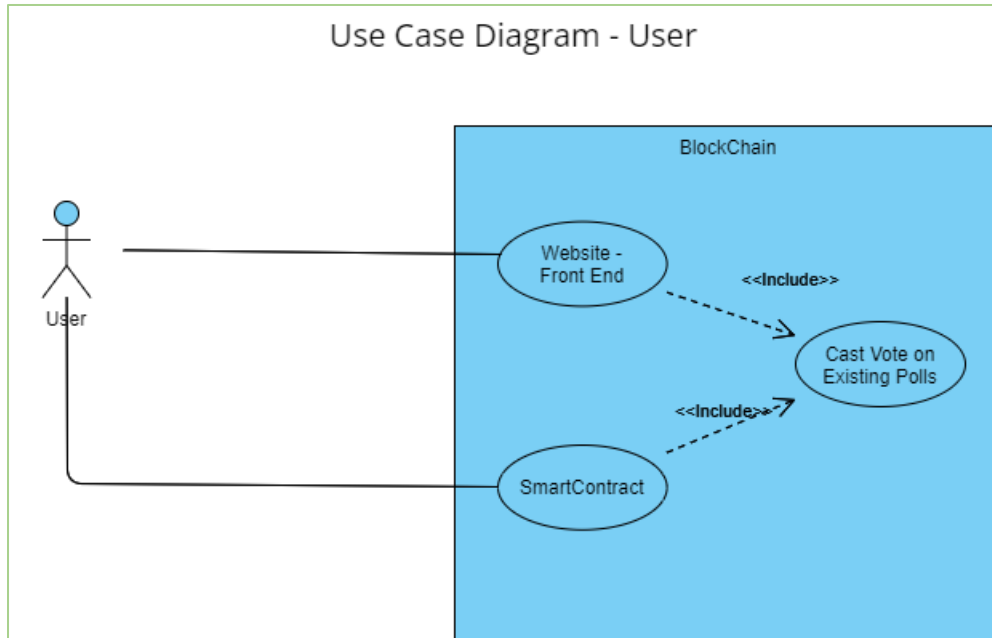 Use Case Diagram - User
BlockChain
Website -
Front End
<<Include>>
User
Cast Vote on
Existing Polls
<<Include>>
SmartContract